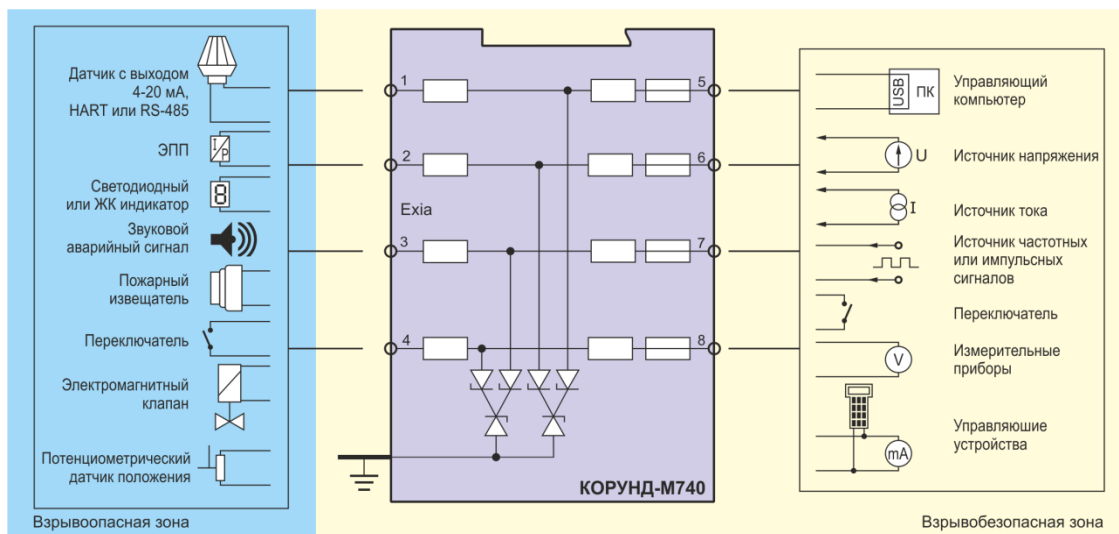 Датчик с выходом
4-20 мА,
HART или RS-485
ЭПП
I/P
Светодиодный
или ЖК индикатор
8
Звуковой
аварийный сигнал
Пожарный
извещатель
Переключатель
Электромагнитный
клапан
Потенциометрический
датчик положения
Взрывоопасная зона
1
2
Exia
3
4
5
6
7
8
КОРУНД-М740
USB
ПК
Управляющий
компьютер
U
Источник напряжения
I
Источник тока
Источник частотных
или импульсных
сигналов
Переключатель
V
Измерительные
приборы
Управляюшие
устройства
mA
Взрывобезопасная зона